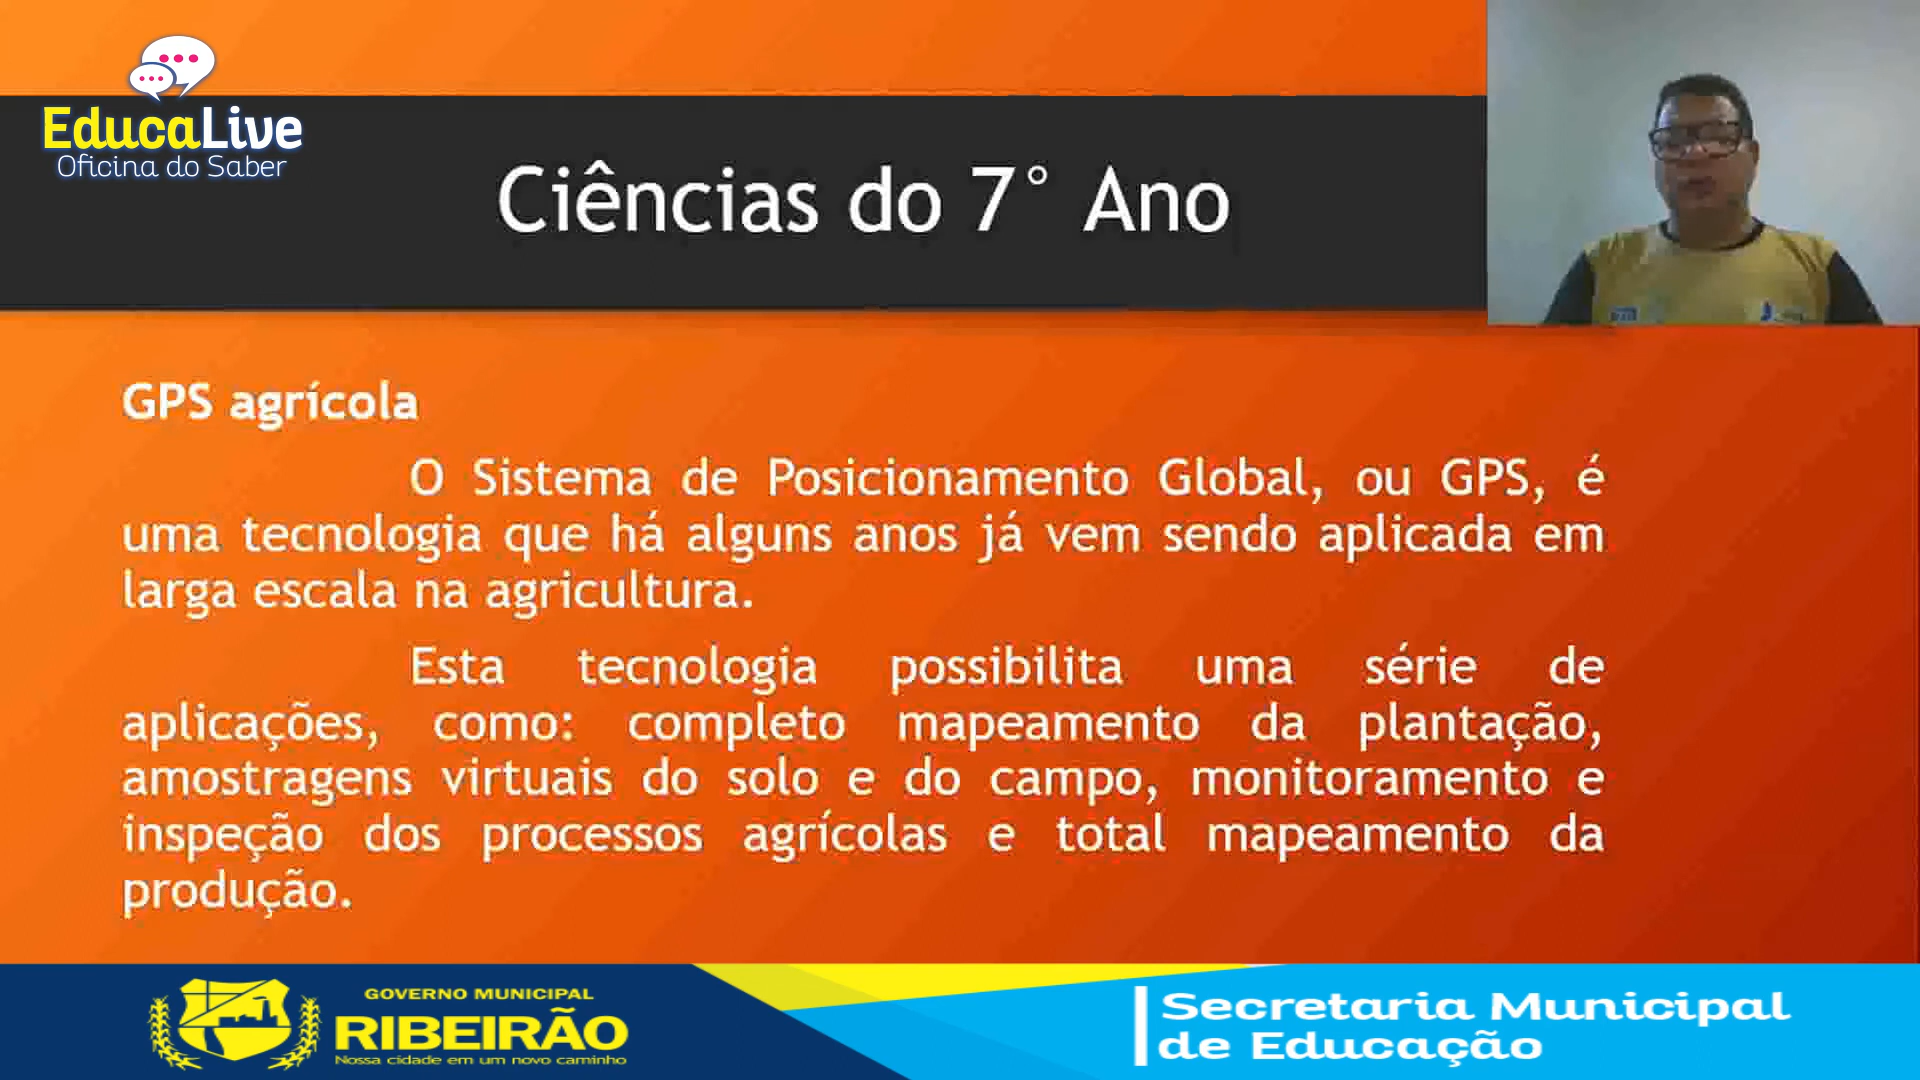 EducaLive
Oficina do Saber
Ciências do 7° Ano
GPS agrícola
O Sistema de Posicionamento Global, ou GPS, é
uma tecnologia que há alguns anos já vem sendo aplicada em
larga escala na agricultura.
Esta tecnologia possibilita uma série de
aplicações, como: completo mapeamento da plantação,
amostragens virtuais do solo e do campo, monitoramento e
inspeção dos processos agrícolas e total mapeamento da
produção.
GOVERNO MUNICIPAL
RIBEIRÃO
Nossa cidade em um novo caminho
Secretaria Municipal
de Educação